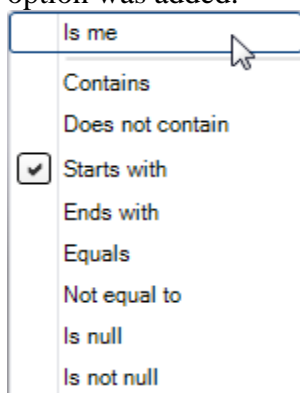 option was added.
Is me
Contains
Does not contain
Starts with
Ends with
Equals
Not equal to
Is null
Is not null